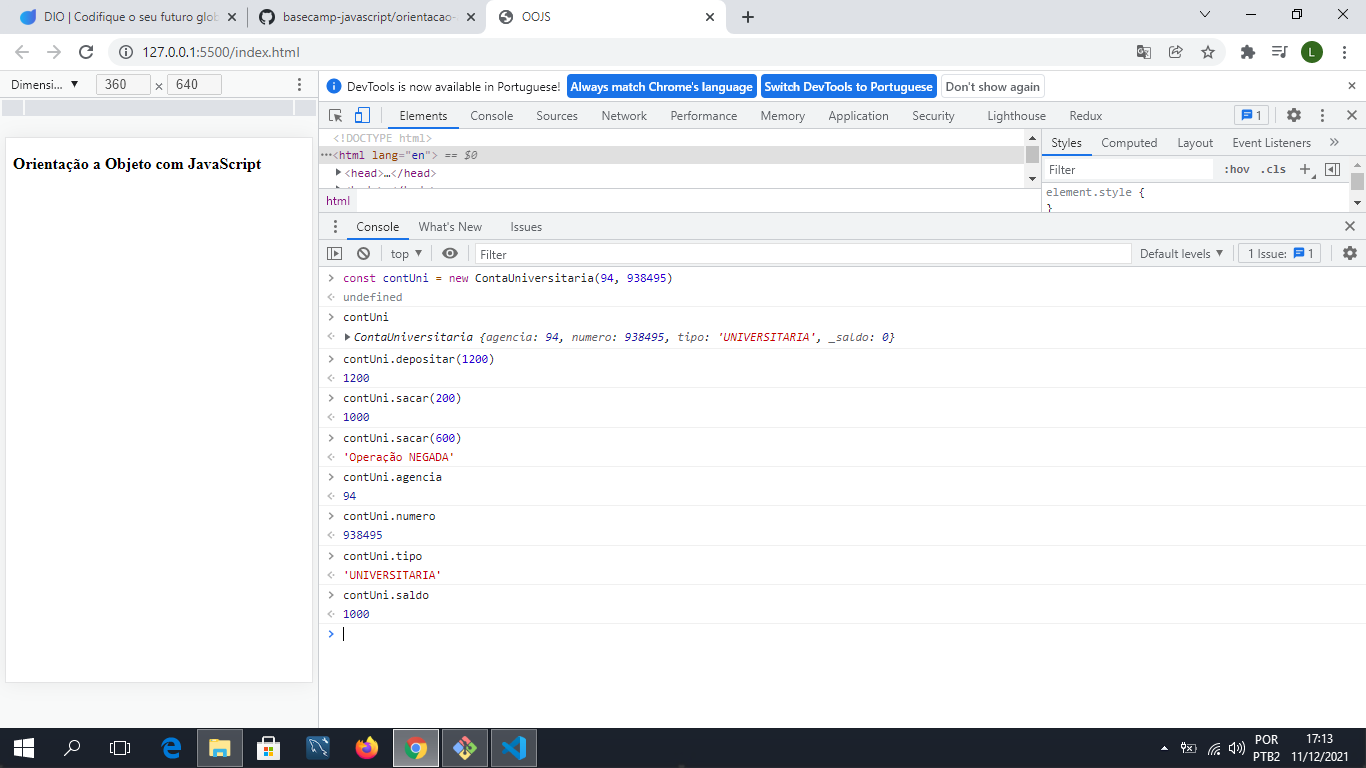 DIO | Codifique o seu futuro glob
basecamp-javascript/orientacao-
OOJS
127.0.0.1:5500/index.html
L
Dimensi... ▼ 360 × 640
DevTools is now available in Portuguese! Always match Chrome's language Switch DevTools to Portuguese Don't show again
Elements Console Sources Network Performance Memory Application Security Lighthouse Redux 1
Orientação a Objeto com JavaScript
<!DOCTYPE html>
<html lang="en"> == $0
<head>…</head>
html
Styles Computed Layout Event Listeners
Filter :hov .cls
element.style {
}
Console What's New Issues
top ▼ Filter Default levels ▼ 1 Issue: 1
const contUni = new ContaUniversitaria(94, 938495)
undefined
contUni
ContaUniversitaria {agencia: 94, numero: 938495, tipo: 'UNIVERSITARIA', _saldo: 0}
contUni.depositar(1200)
1200
contUni.sacar(200)
1000
contUni.sacar(600)
'Operação NEGADA'
contUni.agencia
94
contUni.numero
938495
contUni.tipo
'UNIVERSITARIA'
contUni.saldo
1000
POR 17:13
PTB2 11/12/2021